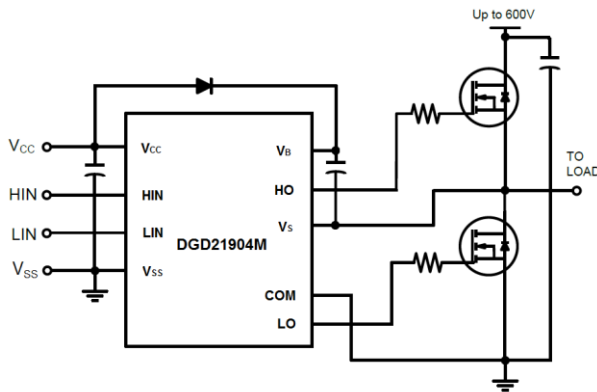 Up to 600V
VCC
VCC
VB
HIN
HIN
HO
TO
LOAD
LIN
LIN
VS
DGD21904M
VSS
VSS
COM
LO